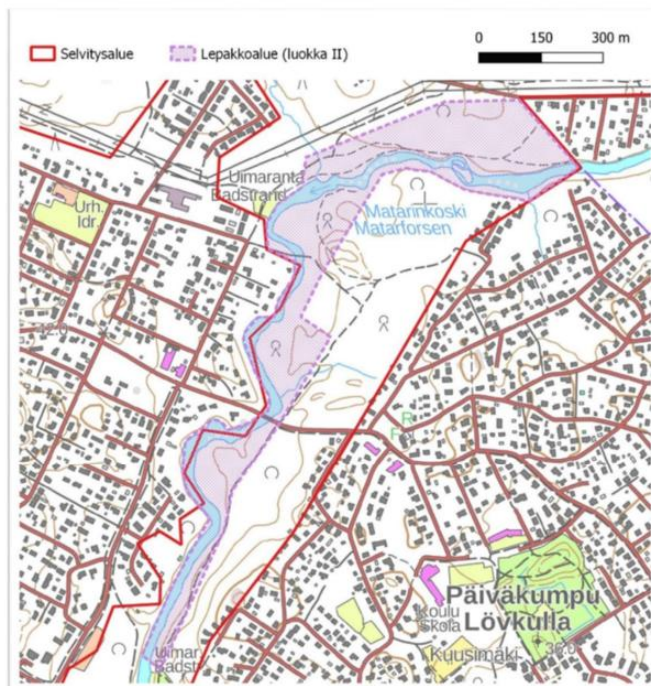 Selvitysalue
Lepakkoalue (luokka II)
0 150 300 m
Uimaranta
Badstrand
Urh.
Idr.
Matarinkoski
Matarforsen
Päiväkumpu
Lövkulla
Koulu
Skola
Kuusimäki
Uimar
Badst